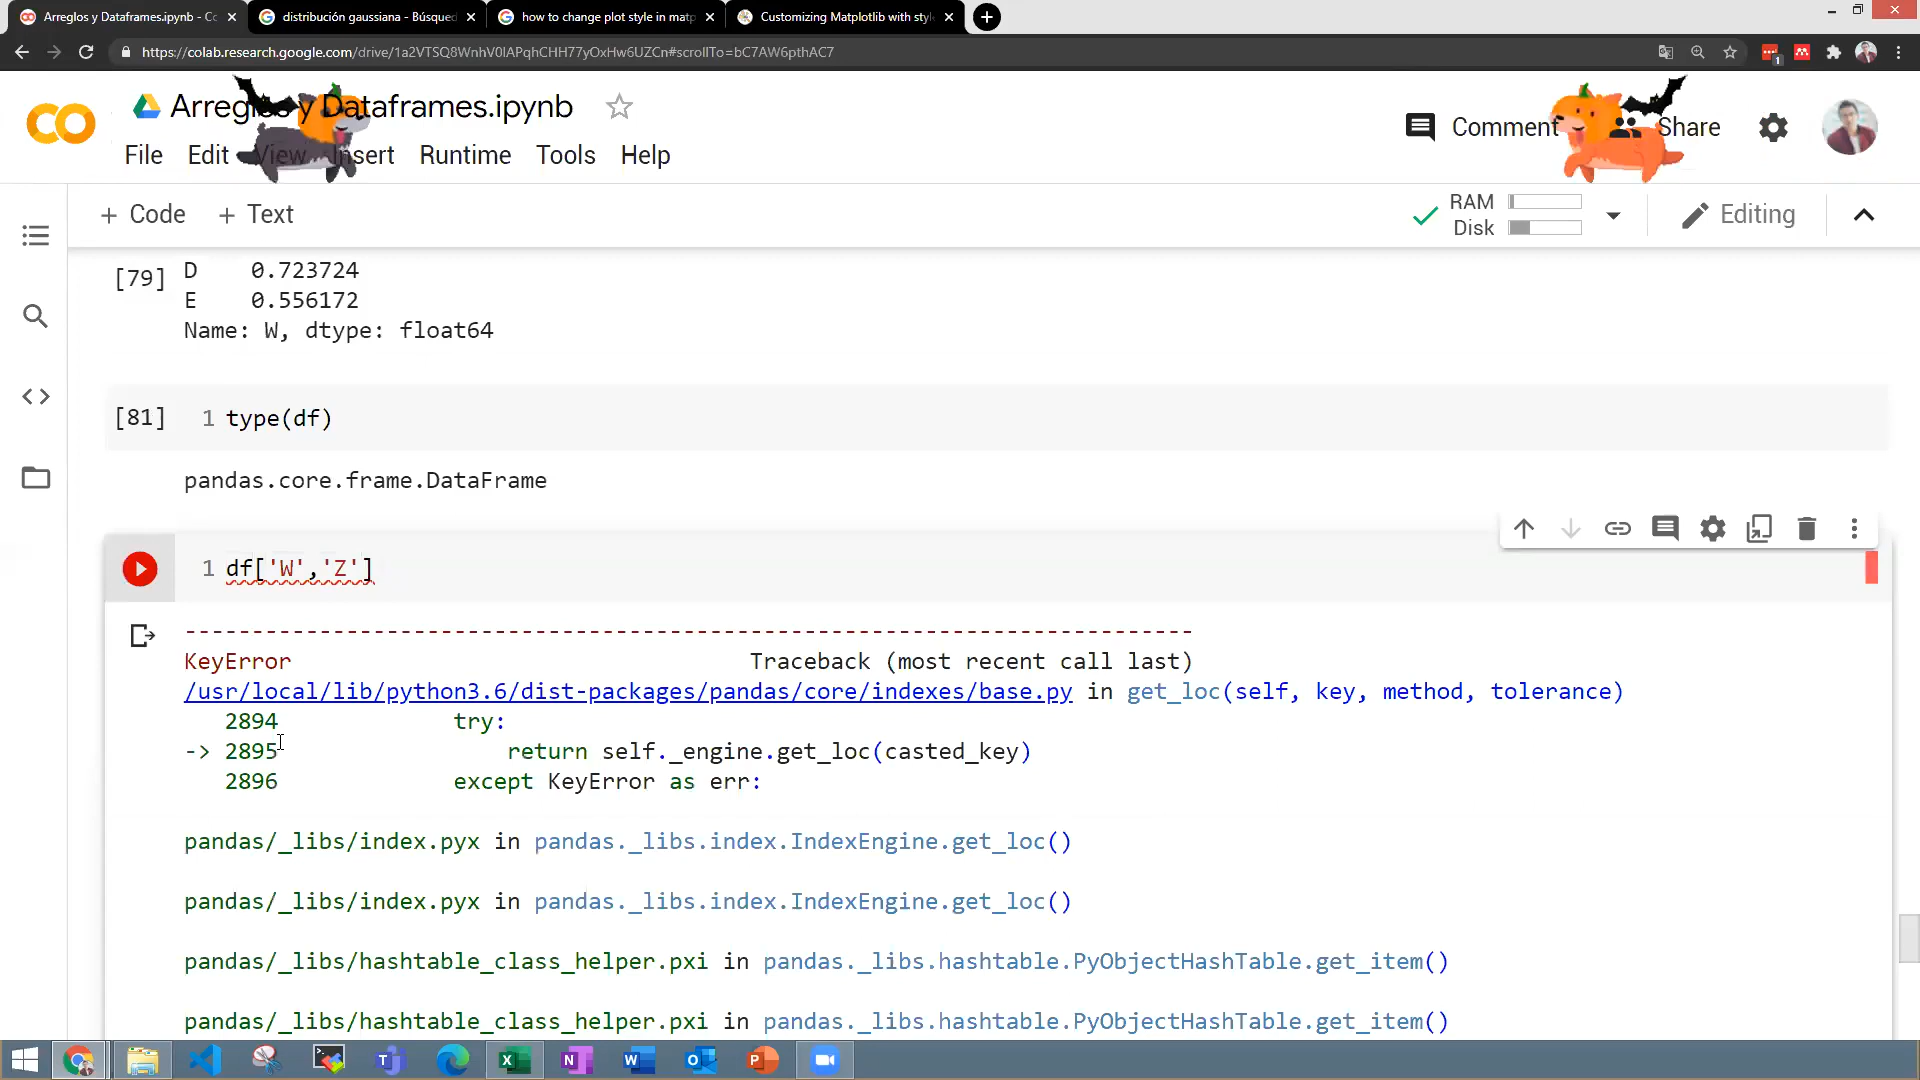 Arreglos y Dataframes.ipynb - Co
distribución gaussiana - Búsqued
how to change plot style in matp
Customizing Matplotlib with styl
https://colab.research.google.com/drive/1a2VTSQ8WnhV0lAPqhCHH77yOxHw6UZCn#scrollTo=bC7AW6pthAC7
Arreglos y Dataframes.ipynb
Comment
Share
File Edit View Insert Runtime Tools Help
+ Code + Text
RAM
Disk
Editing
[79] D 0.723724
E 0.556172
Name: W, dtype: float64
[81] 1 type(df)
pandas.core.frame.DataFrame
1 df['W','Z']
---------------------------------------------------------------------------
KeyError Traceback (most recent call last)
/usr/local/lib/python3.6/dist-packages/pandas/core/indexes/base.py in get_loc(self, key, method, tolerance)
2894 try:
-> 2895 return self._engine.get_loc(casted_key)
2896 except KeyError as err:
pandas/_libs/index.pyx in pandas._libs.index.IndexEngine.get_loc()
pandas/_libs/index.pyx in pandas._libs.index.IndexEngine.get_loc()
pandas/_libs/hashtable_class_helper.pxi in pandas._libs.hashtable.PyObjectHashTable.get_item()
pandas/_libs/hashtable_class_helper.pxi in pandas._libs.hashtable.PyObjectHashTable.get_item()